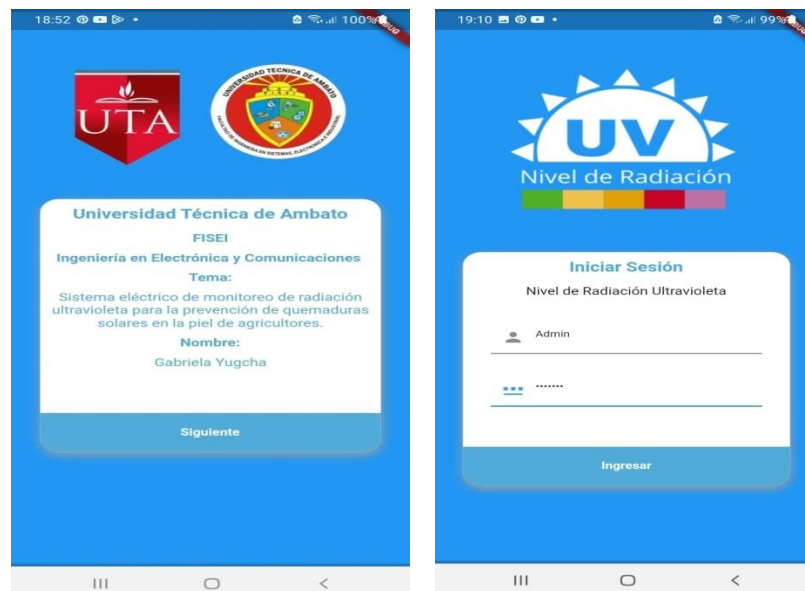 18:52
100%
UTA
UNIVERSIDAD TECNICA DE AMBATO
Universidad Técnica de Ambato
FISEI
Ingeniería en Electrónica y Comunicaciones
Tema:
Sistema eléctrico de monitoreo de radiación
ultravioleta para la prevención de quemaduras
solares en la piel de agricultores.
Nombre:
Gabriela Yugcha
Siguiente
19:10
99%
UV
Nivel de Radiación
Iniciar Sesión
Nivel de Radiación Ultravioleta
Admin
•••••••
Ingresar